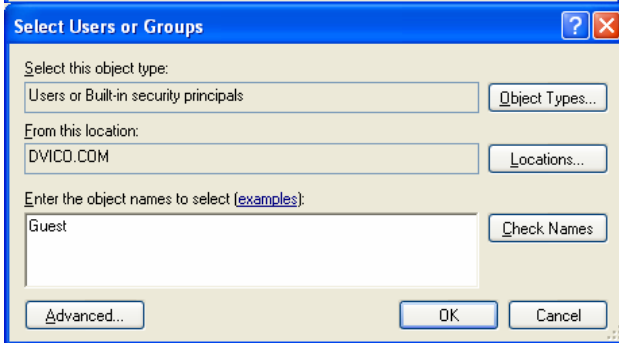 Select Users or Groups
Select this object type:
Users or Built-in security principals
Object Types...
From this location:
DVICO.COM
Locations...
Enter the object names to select (examples):
Guest
Check Names
Advanced...
OK
Cancel